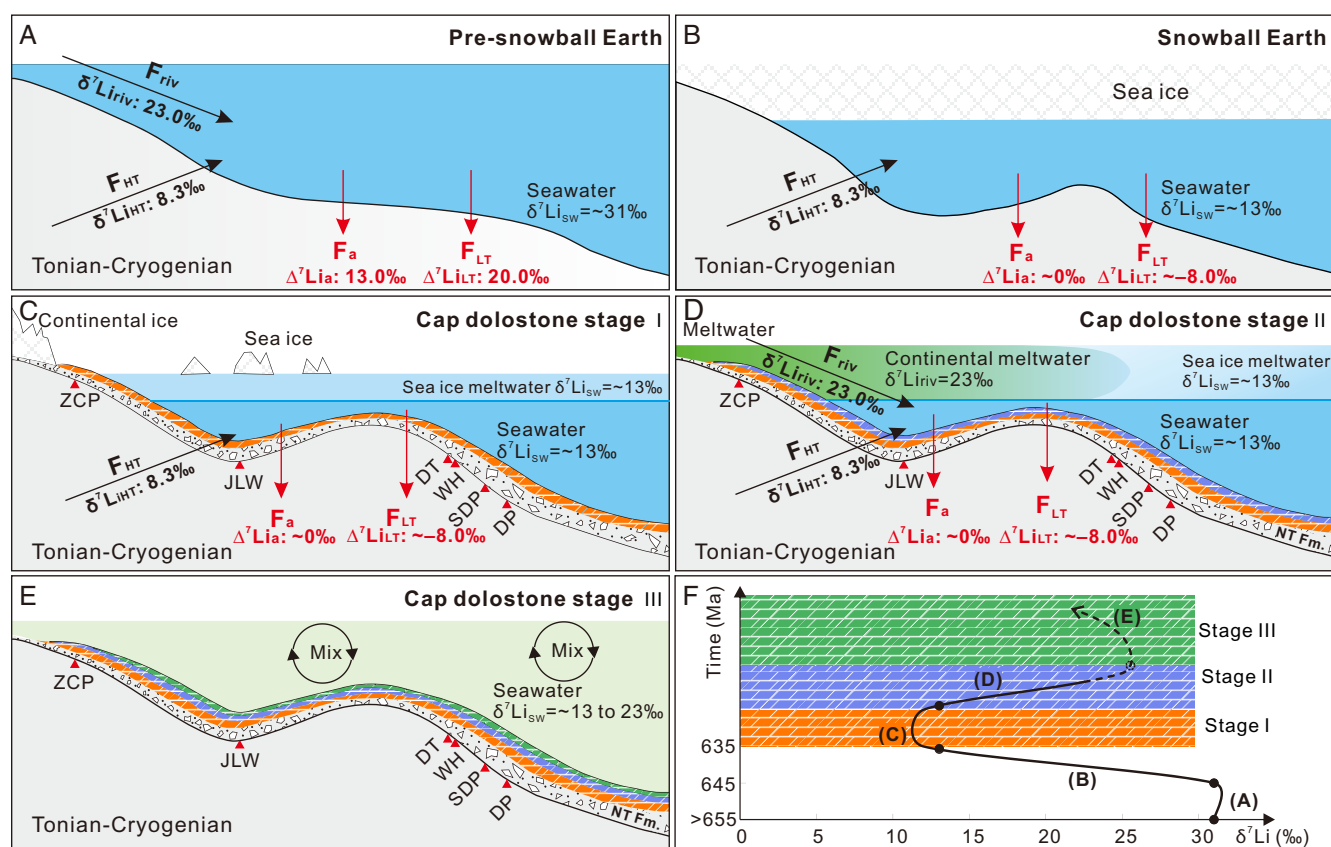 A
Pre-snowball Earth
Friv
δ⁷Liriv: 23.0‰
FHT
δ⁷LiHT: 8.3‰
Seawater
δ⁷Lisw=~31‰
Fa
Δ⁷Lia: 13.0‰
FLT
Δ⁷LiLT: 20.0‰
Tonian-Cryogenian
B
Snowball Earth
Sea ice
FHT
δ⁷LiHT: 8.3‰
Seawater
δ⁷Lisw=~13‰
Fa
Δ⁷Lia: ~0‰
FLT
Δ⁷LiLT: ~−8.0‰
Tonian-Cryogenian
C
Continental ice
Cap dolostone stage I
Sea ice
Sea ice meltwater δ⁷Lisw=~13‰
ZCP
Seawater
δ⁷Lisw=~13‰
FHT
δ⁷LiHT: 8.3‰
JLW
DT
WH
SDP
DP
Fa
Δ⁷Lia: ~0‰
FLT
Δ⁷LiLT: ~−8.0‰
NT Fm.
Tonian-Cryogenian
D
Cap dolostone stage II
Meltwater
Friv
δ⁷Liriv: 23.0‰
Continental meltwater
δ⁷Liriv=23‰
Sea ice meltwater
δ⁷Lisw=~13‰
ZCP
Seawater
δ⁷Lisw=~13‰
FHT
δ⁷LiHT: 8.3‰
JLW
DT
WH
SDP
DP
Fa
Δ⁷Lia: ~0‰
FLT
Δ⁷LiLT: ~−8.0‰
NT Fm.
Tonian-Cryogenian
E
Cap dolostone stage III
Mix
Mix
ZCP
Seawater
δ⁷Lisw=~13 to 23‰
JLW
DT
WH
SDP
DP
NT Fm.
Tonian-Cryogenian
F
Time (Ma)
(E)
Stage III
(D)
Stage II
(C)
Stage I
635
(B)
645
(A)
>655
0
5
10
15
20
25
30
δ⁷Li (‰)